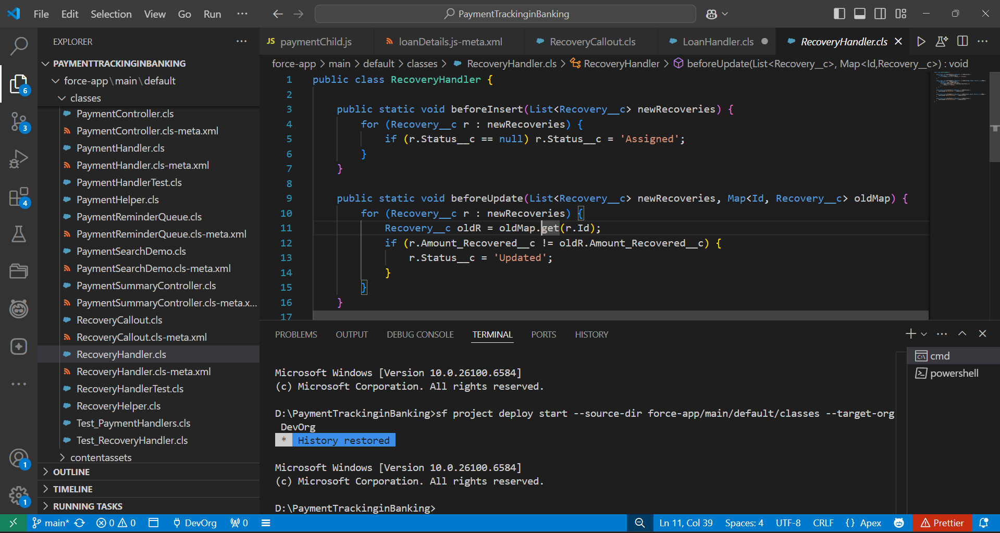 File Edit Selection View Go Run ···
PaymentTrackinginBanking
EXPLORER ···
PAYMENTTRACKINGINBANKING
force-app\main\default
classes
PaymentController.cls
PaymentController.cls-meta.xml
PaymentHandler.cls
PaymentHandler.cls-meta.xml
PaymentHandlerTest.cls
PaymentHelper.cls
PaymentReminderQueue.cls
PaymentReminderQueue.cls-meta.xml
PaymentSearchDemo.cls
PaymentSearchDemo.cls-meta.xml
PaymentSummaryController.cls
PaymentSummaryController.cls-meta.x...
RecoveryCallout.cls
RecoveryCallout.cls-meta.xml
RecoveryHandler.cls
RecoveryHandler.cls-meta.xml
RecoveryHandlerTest.cls
RecoveryHelper.cls
Test_PaymentHandlers.cls
Test_RecoveryHandler.cls
contentassets
OUTLINE
TIMELINE
RUNNING TASKS
6
3
4
1
1
JS paymentChild.js loanDetails.js-meta.xml RecoveryCallout.cls LoanHandler.cls RecoveryHandler.cls
force-app > main > default > classes > RecoveryHandler.cls > RecoveryHandler > beforeUpdate(List<Recovery__c>, Map<Id,Recovery__c>) : void
1 public class RecoveryHandler {
2
3 public static void beforeInsert(List<Recovery__c> newRecoveries) {
4 for (Recovery__c r : newRecoveries) {
5 if (r.Status__c == null) r.Status__c = 'Assigned';
6 }
7 }
8
9 public static void beforeUpdate(List<Recovery__c> newRecoveries, Map<Id, Recovery__c> oldMap) {
10 for (Recovery__c r : newRecoveries) {
11 Recovery__c oldR = oldMap.get(r.Id);
12 if (r.Amount_Recovered__c != oldR.Amount_Recovered__c) {
13 r.Status__c = 'Updated';
14 }
15 }
16 }
17
PROBLEMS OUTPUT DEBUG CONSOLE TERMINAL PORTS HISTORY
Microsoft Windows [Version 10.0.26100.6584]
(c) Microsoft Corporation. All rights reserved.
D:\PaymentTrackinginBanking>sf project deploy start --source-dir force-app/main/default/classes --target-org
DevOrg
* History restored
Microsoft Windows [Version 10.0.26100.6584]
(c) Microsoft Corporation. All rights reserved.
D:\PaymentTrackinginBanking>
cmd
powershell
main* 0 0 DevOrg 0 Ln 11, Col 39 Spaces: 4 UTF-8 CRLF {} Apex Prettier